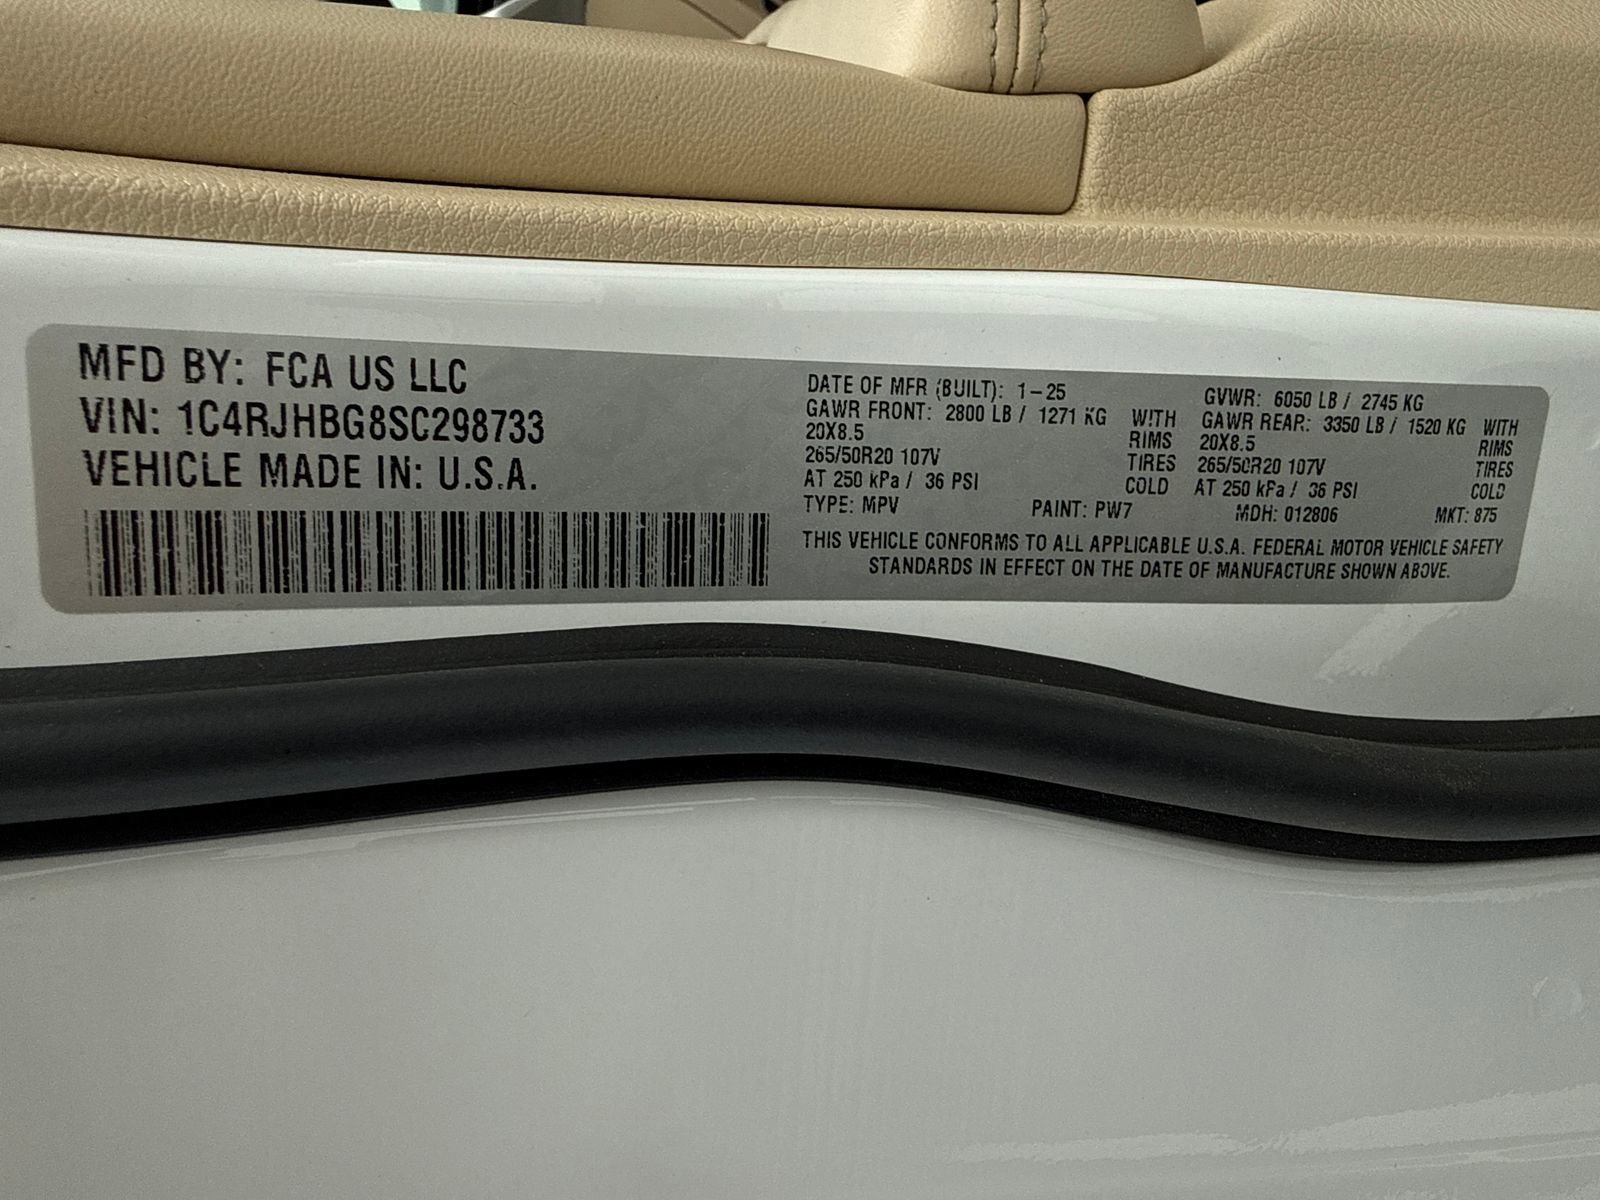 MFD BY: FCA US LLC
VIN: 1C4RJHBG8SC298733
VEHICLE MADE IN: U.S.A.
DATE OF MFR (BUILT): 1-25
GAWR FRONT: 2800 LB / 1271 KG WITH
20X8.5 RIMS
265/50R20 107V TIRES
AT 250 kPa / 36 PSI COLD
TYPE: MPV PAINT: PW7
GVWR: 6050 LB / 2745 KG
GAWR REAR: 3350 LB / 1520 KG WITH
20X8.5 RIMS
265/50R20 107V TIRES
AT 250 kPa / 36 PSI COLD
MDH: 012806 MKT: 875
THIS VEHICLE CONFORMS TO ALL APPLICABLE U.S.A. FEDERAL MOTOR VEHICLE SAFETY
STANDARDS IN EFFECT ON THE DATE OF MANUFACTURE SHOWN ABOVE.